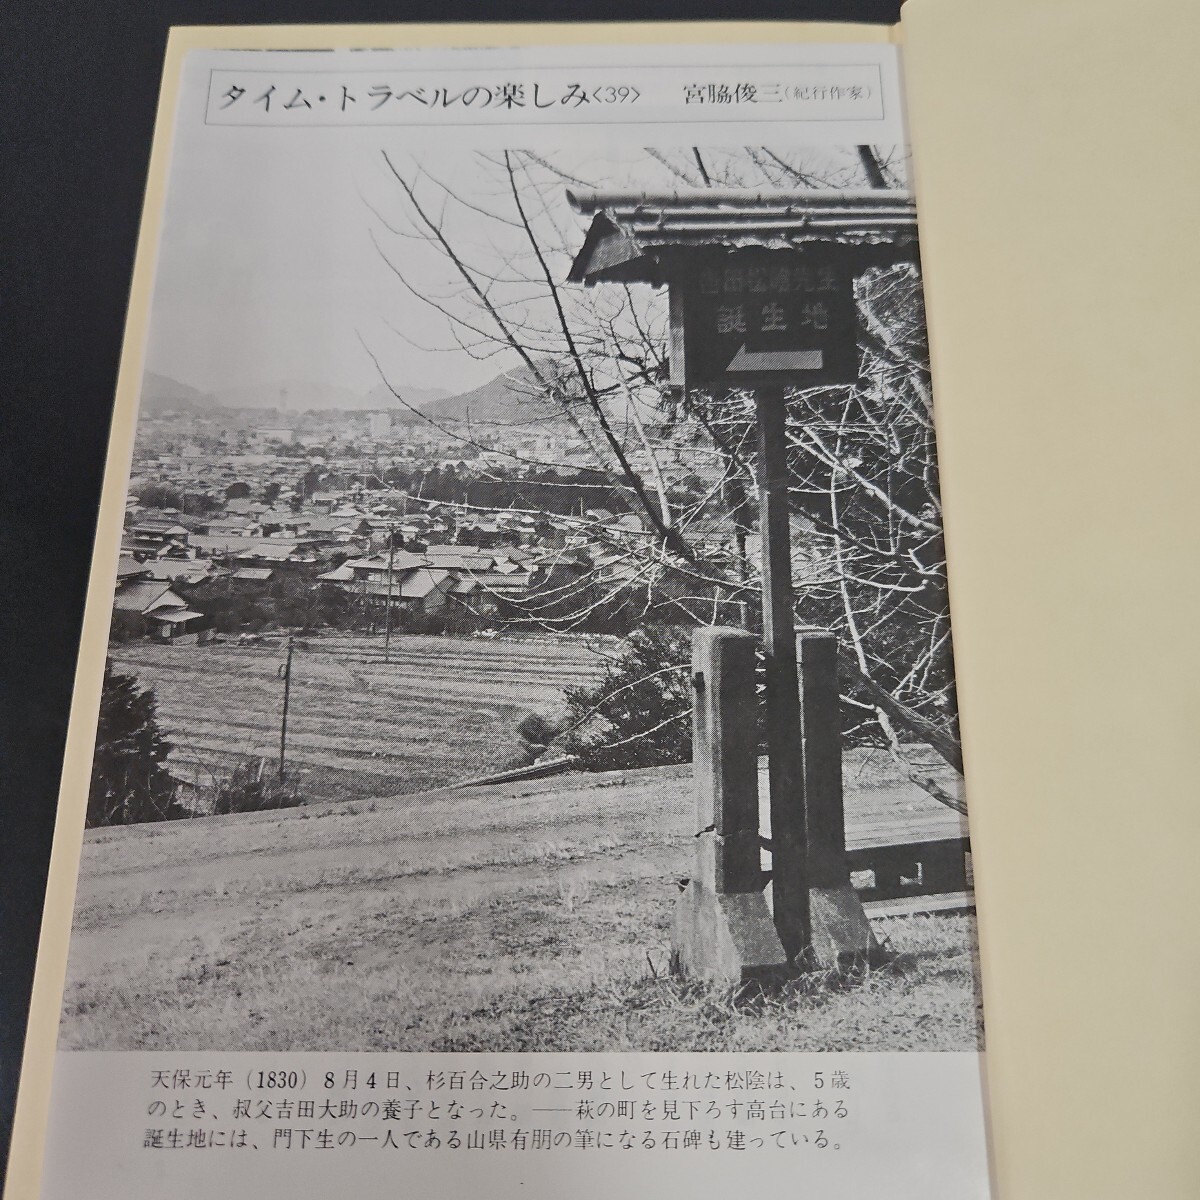 タイム・トラベルの楽しみ〈39〉 宮脇俊三(紀行作家)
吉田松陰先生
誕生地
天保元年(1830)8月4日、杉百合之助の二男として生れた松陰は、5歳
のとき、叔父吉田大助の養子となった。――萩の町を見下ろす高台にある
誕生地には、門下生の一人である山県有朋の筆になる石碑も建っている。